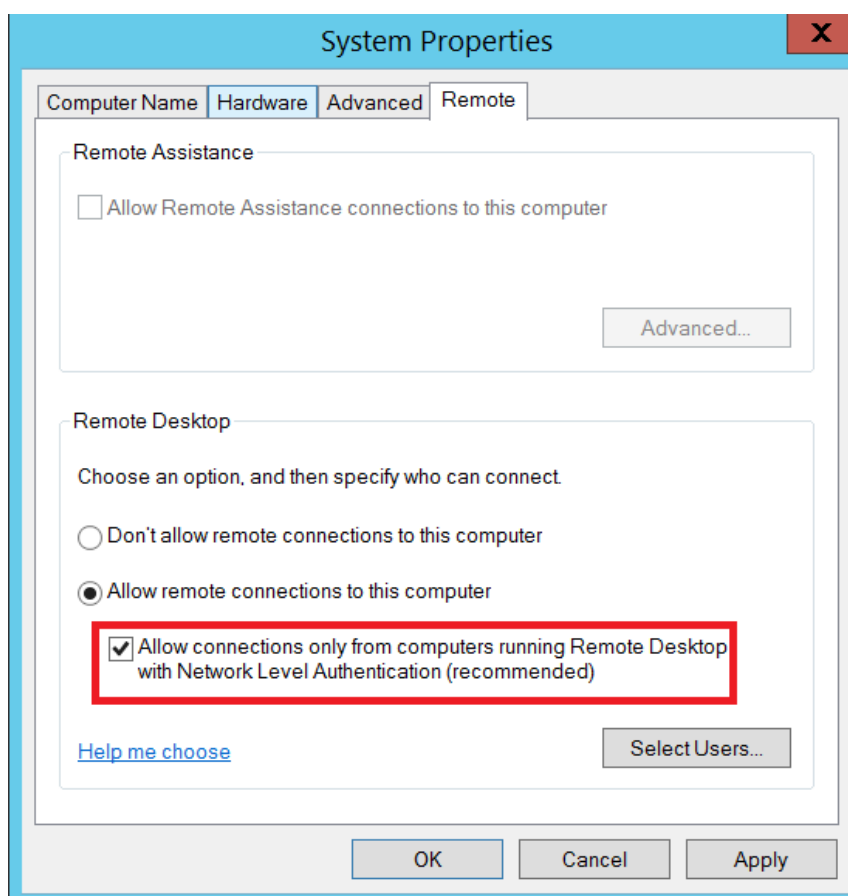 System Properties
X
Computer Name Hardware Advanced Remote
Remote Assistance
Allow Remote Assistance connections to this computer
Advanced...
Remote Desktop
Choose an option, and then specify who can connect.
Don't allow remote connections to this computer
Allow remote connections to this computer
Allow connections only from computers running Remote Desktop
with Network Level Authentication (recommended)
Help me choose
Select Users...
OK Cancel Apply